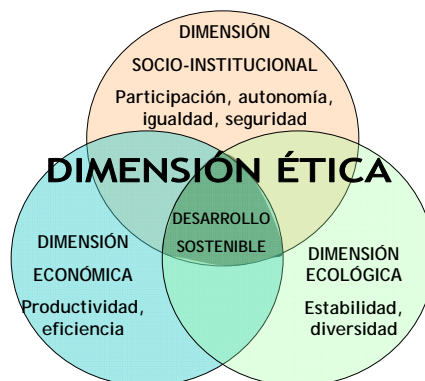 DIMENSIÓN
SOCIO-INSTITUCIONAL
Participación, autonomía,
igualdad, seguridad
DIMENSIÓN ÉTICA
DESARROLLO
SOSTENIBLE
DIMENSIÓN
ECONÓMICA
Productividad,
eficiencia
DIMENSIÓN
ECOLÓGICA
Estabilidad,
diversidad